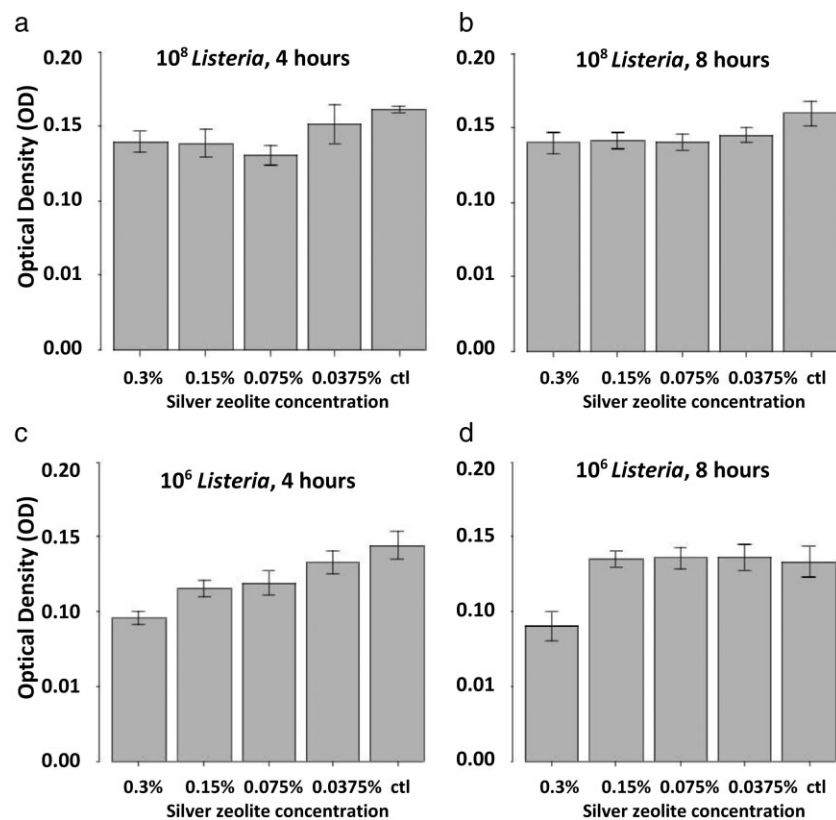 a
10⁸ Listeria, 4 hours
Optical Density (OD)
0.20
0.15
0.10
0.01
0.00
0.3% 0.15% 0.075% 0.0375% ctl
Silver zeolite concentration
b
10⁸ Listeria, 8 hours
0.20
0.15
0.10
0.01
0.00
0.3% 0.15% 0.075% 0.0375% ctl
Silver zeolite concentration
c
10⁶ Listeria, 4 hours
Optical Density (OD)
0.20
0.15
0.10
0.01
0.00
0.3% 0.15% 0.075% 0.0375% ctl
Silver zeolite concentration
d
10⁶ Listeria, 8 hours
0.20
0.15
0.10
0.01
0.00
0.3% 0.15% 0.075% 0.0375% ctl
Silver zeolite concentration